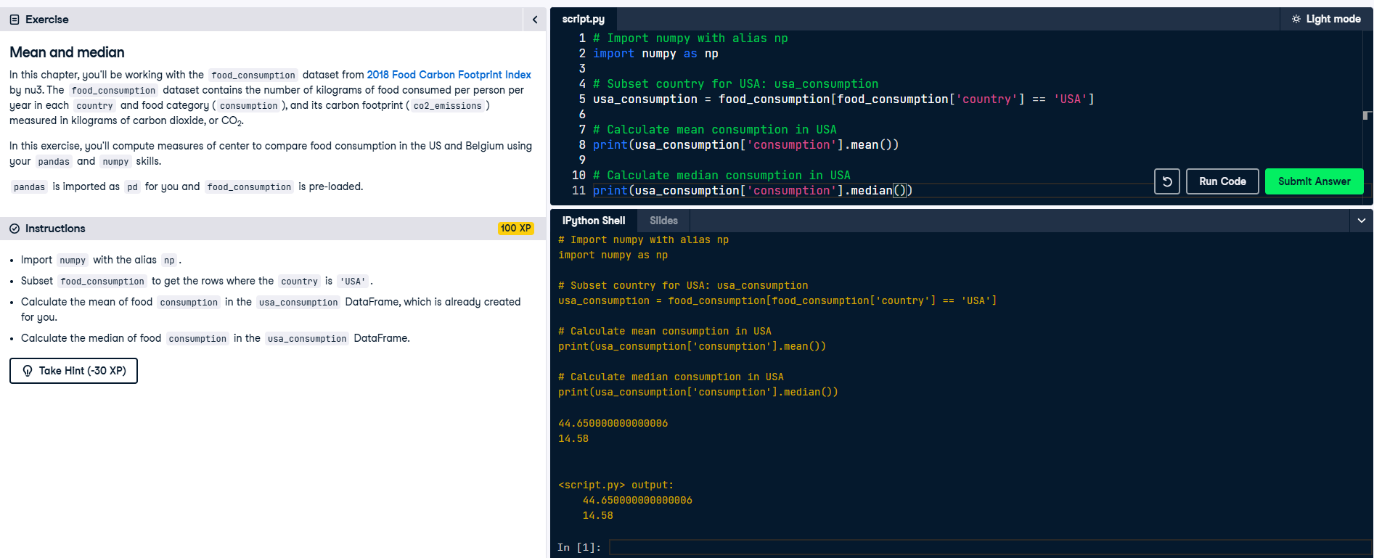 Exercise
Mean and median
In this chapter, you'll be working with the food_consumption dataset from 2018 Food Carbon Footprint Index
by nu3. The food_consumption dataset contains the number of kilograms of food consumed per person per
year in each country and food category (consumption), and its carbon footprint (co2_emissions)
measured in kilograms of carbon dioxide, or CO₂.
In this exercise, you'll compute measures of center to compare food consumption in the US and Belgium using
your pandas and numpy skills.
pandas is imported as pd for you and food_consumption is pre-loaded.
Instructions
100 XP
• Import numpy with the alias np.
• Subset food_consumption to get the rows where the country is 'USA'.
• Calculate the mean of food consumption in the usa_consumption DataFrame, which is already created
for you.
• Calculate the median of food consumption in the usa_consumption DataFrame.
Take Hint (-30 XP)
script.py
Light mode
1 # Import numpy with alias np
2 import numpy as np
3
4 # Subset country for USA: usa_consumption
5 usa_consumption = food_consumption[food_consumption['country'] == 'USA']
6
7 # Calculate mean consumption in USA
8 print(usa_consumption['consumption'].mean())
9
10 # Calculate median consumption in USA
11 print(usa_consumption['consumption'].median())
Run Code
Submit Answer
IPython Shell
Slides
# Import numpy with alias np
import numpy as np
# Subset country for USA: usa_consumption
usa_consumption = food_consumption[food_consumption['country'] == 'USA']
# Calculate mean consumption in USA
print(usa_consumption['consumption'].mean())
# Calculate median consumption in USA
print(usa_consumption['consumption'].median())
44.650000000000006
14.58
<script.py> output:
44.650000000000006
14.58
In [1]: